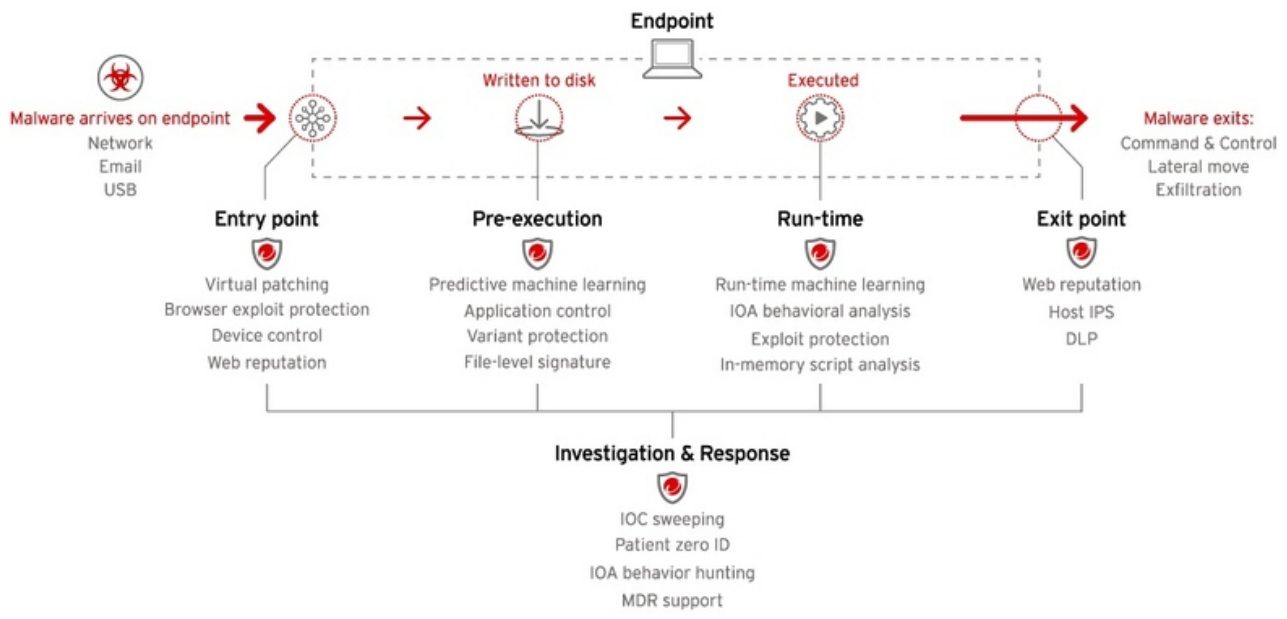 Endpoint
Malware arrives on endpoint
Network
Email
USB
Written to disk
Executed
Malware exits:
Command & Control
Lateral move
Exfiltration
Entry point
Virtual patching
Browser exploit protection
Device control
Web reputation
Pre-execution
Predictive machine learning
Application control
Variant protection
File-level signature
Run-time
Run-time machine learning
IOA behavioral analysis
Exploit protection
In-memory script analysis
Exit point
Web reputation
Host IPS
DLP
Investigation & Response
IOC sweeping
Patient zero ID
IOA behavior hunting
MDR support